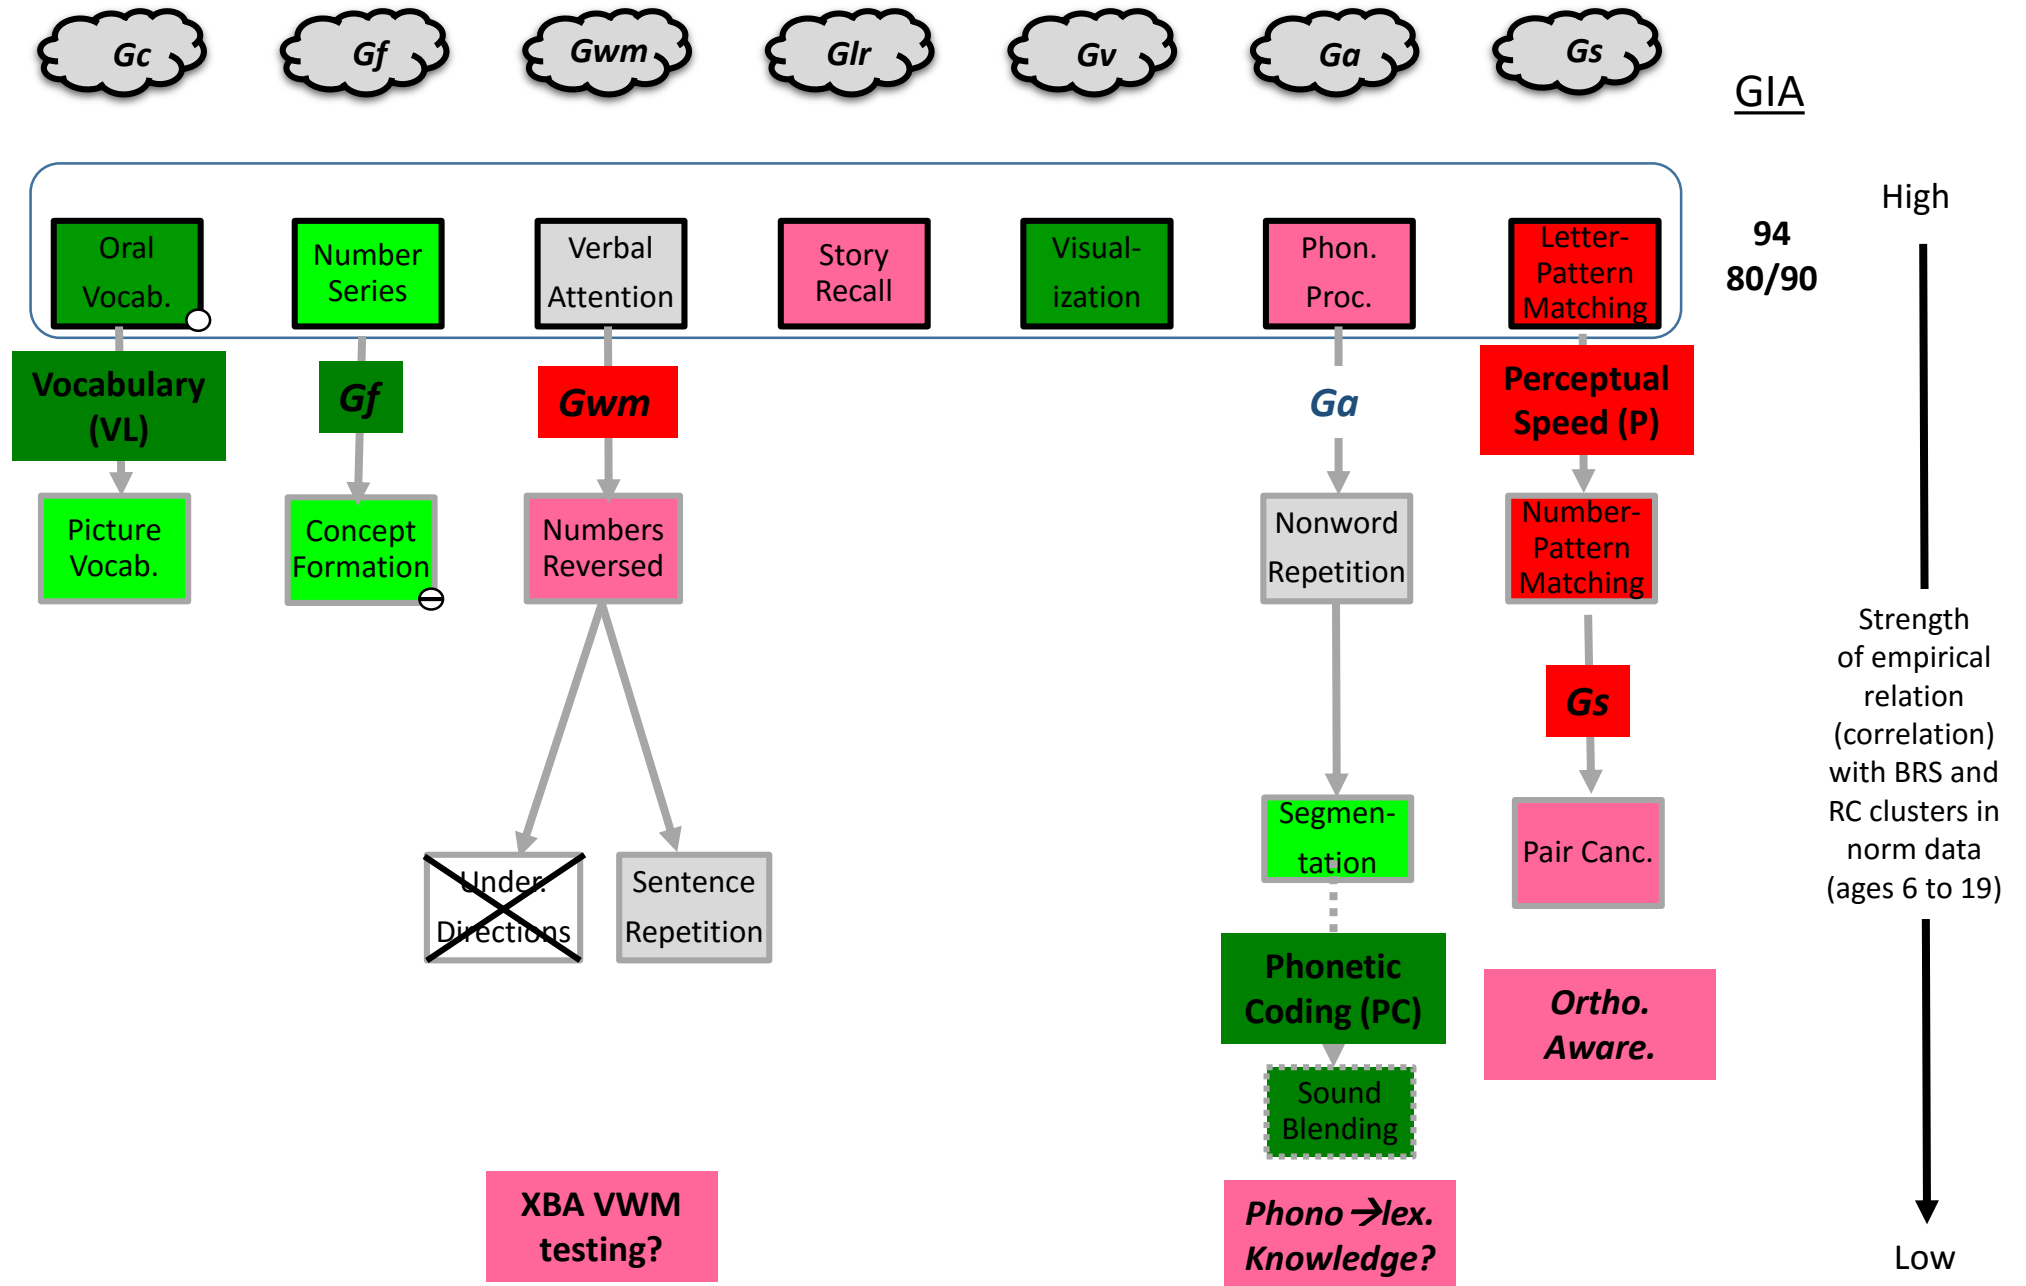 Gc
Gf
Gwm
Glr
Gv
Ga
Gs
GIA
High
94
80/90
Oral
Vocab.
Number
Series
Verbal
Attention
Story
Recall
Visual-
ization
Phon.
Proc.
Letter-
Pattern
Matching
Vocabulary
(VL)
Gf
Gwm
Ga
Perceptual
Speed (P)
Picture
Vocab.
Concept
Formation
Numbers
Reversed
Nonword
Repetition
Number-
Pattern
Matching
Strength
of empirical
relation
(correlation)
with BRS and
RC clusters in
norm data
(ages 6 to 19)
Gs
Segmen-
tation
Pair Canc.
Under.
Directions
Sentence
Repetition
Phonetic
Coding (PC)
Ortho.
Aware.
Sound
Blending
XBA VWM
testing?
Phono→lex.
Knowledge?
Low